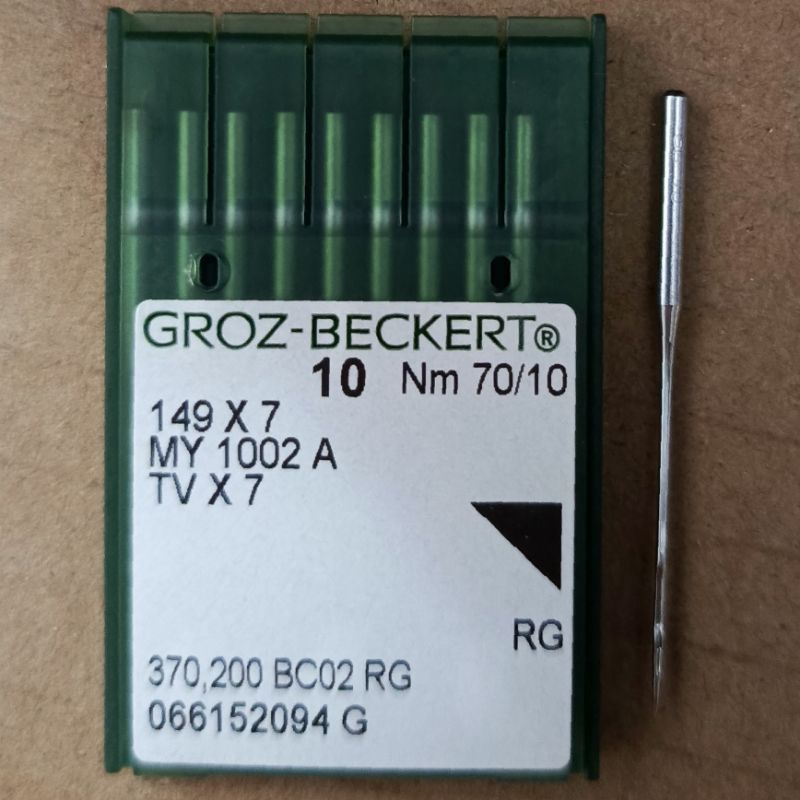 GROZ-BECKERT®
10 Nm 70/10
149 X 7
MY 1002 A
TV X 7
RG
370,200 BC02 RG
066152094 G